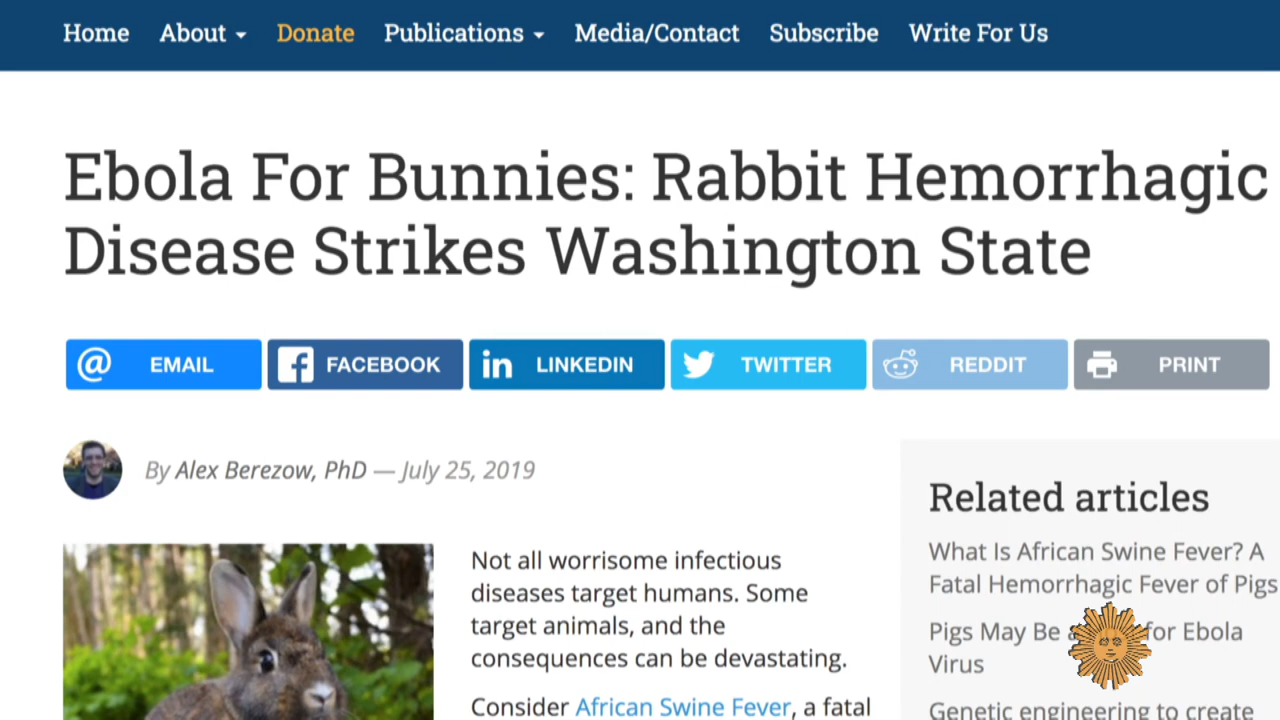 Home About Donate Publications Media/Contact Subscribe Write For Us
Ebola For Bunnies: Rabbit Hemorrhagic
Disease Strikes Washington State
EMAIL FACEBOOK LINKEDIN TWITTER REDDIT PRINT
By Alex Berezow, PhD — July 25, 2019
Not all worrisome infectious
diseases target humans. Some
target animals, and the
consequences can be devastating.
Consider African Swine Fever, a fatal
Related articles
What Is African Swine Fever? A
Fatal Hemorrhagic Fever of Pigs
Pigs May Be for Ebola
Virus
Genetic engineering to create